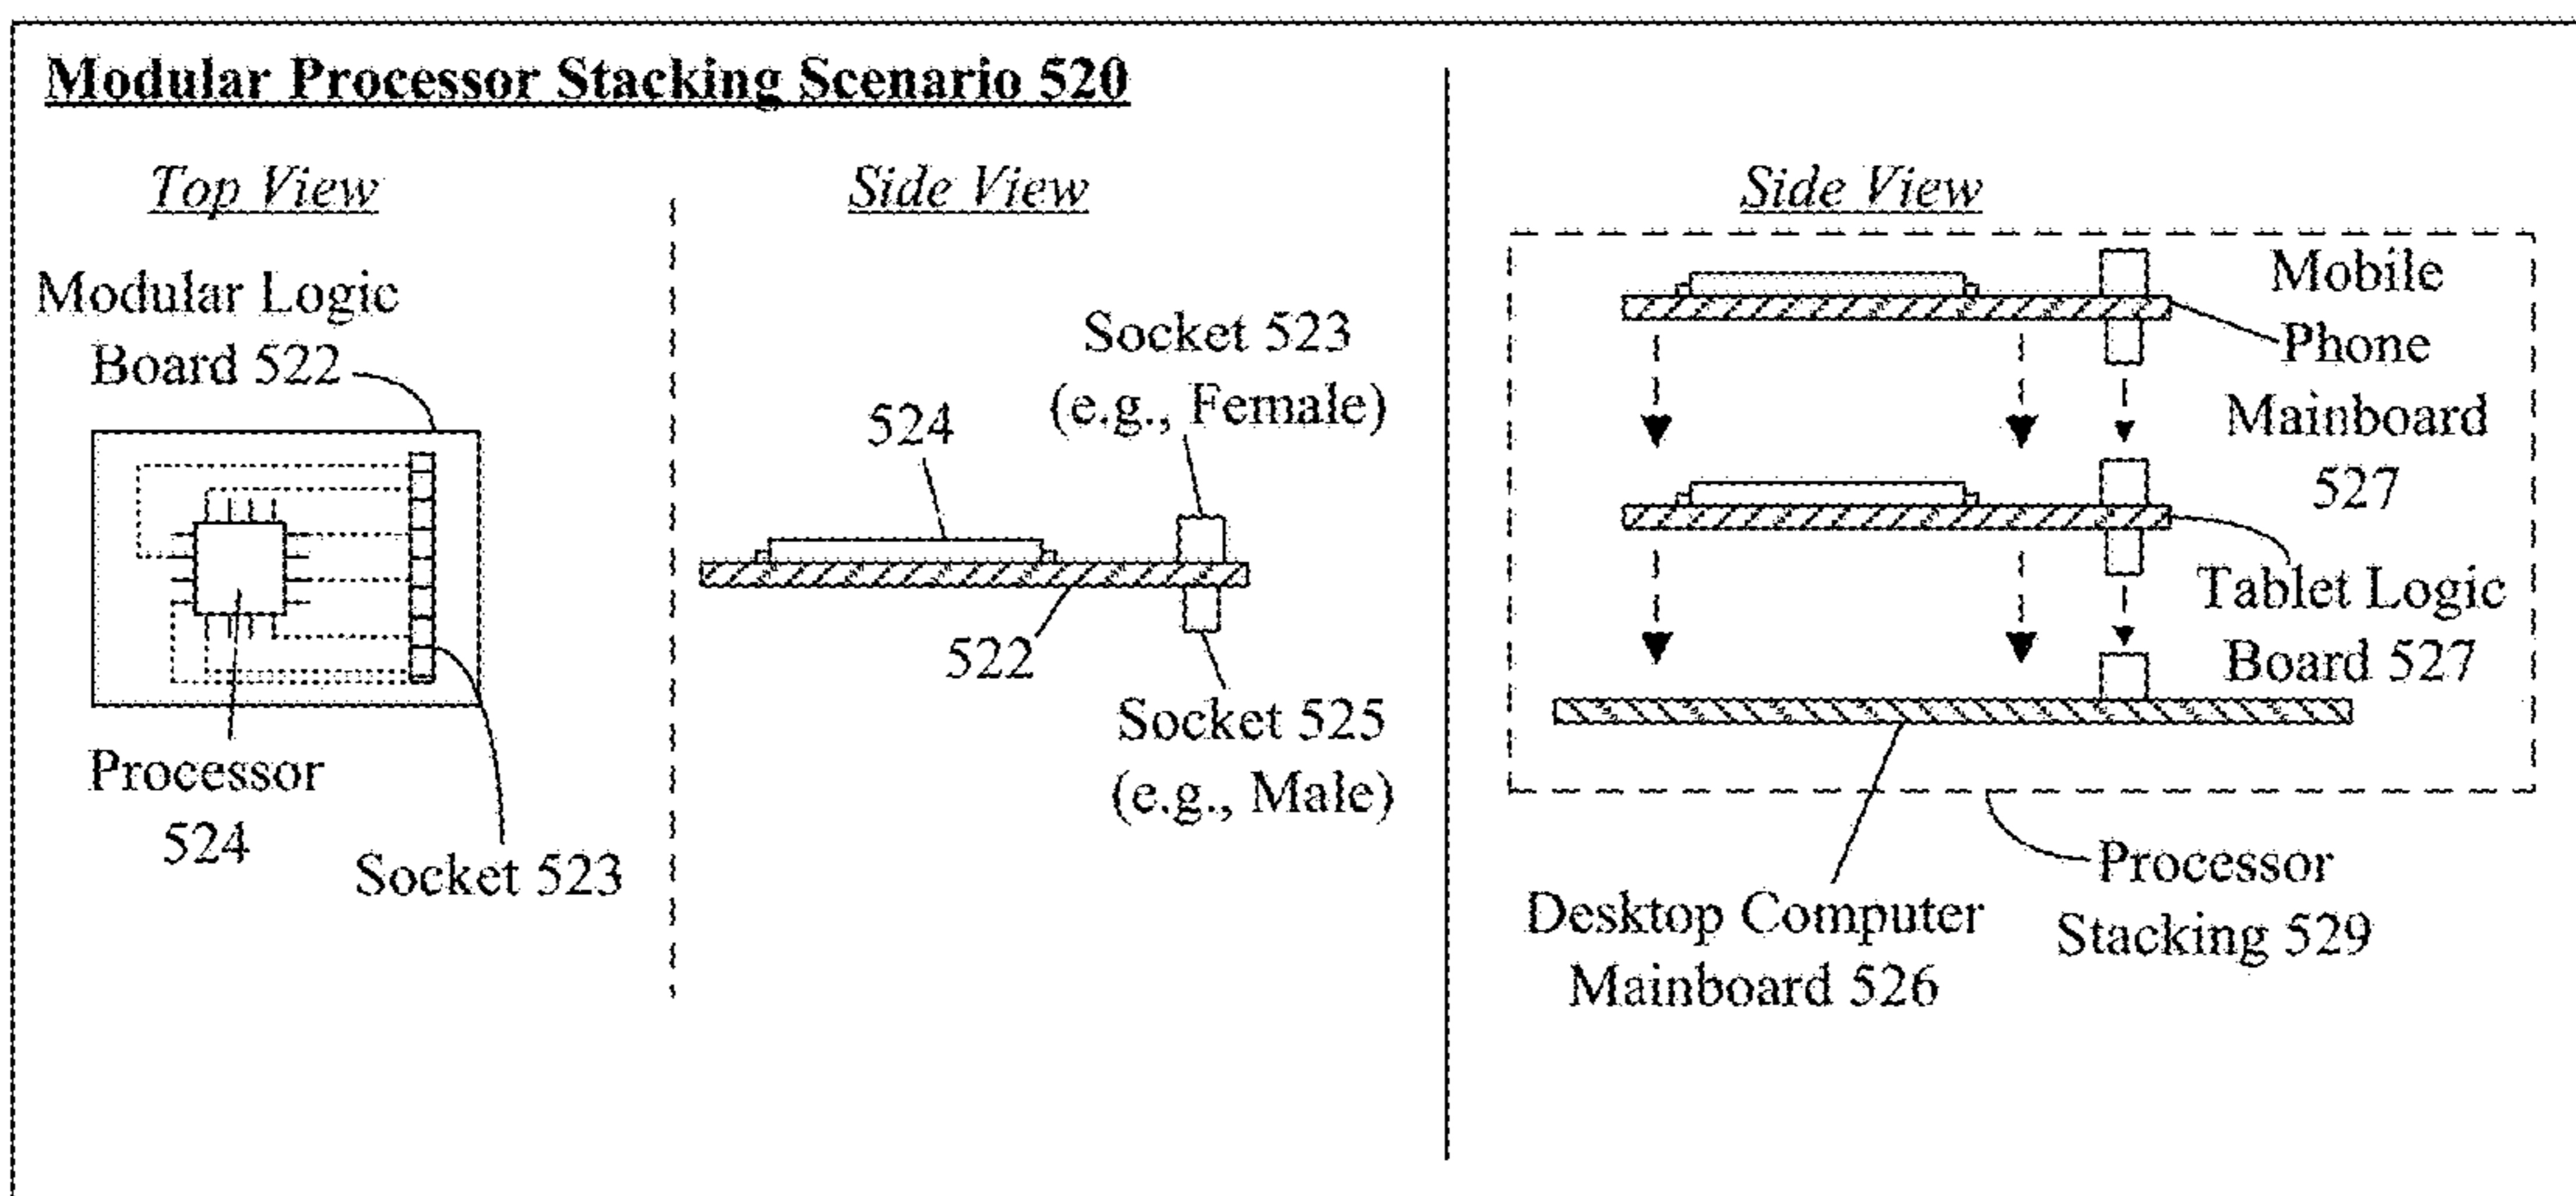 Modular Processor Stacking Scenario 520
Top View
Modular Logic
Board 522
Processor
524
Socket 523
Side View
Socket 523
(e.g., Female)
524
522
Socket 525
(e.g., Male)
Side View
Mobile
Phone
Mainboard
527
Tablet Logic
Board 527
Desktop Computer
Mainboard 526
Processor
Stacking 529